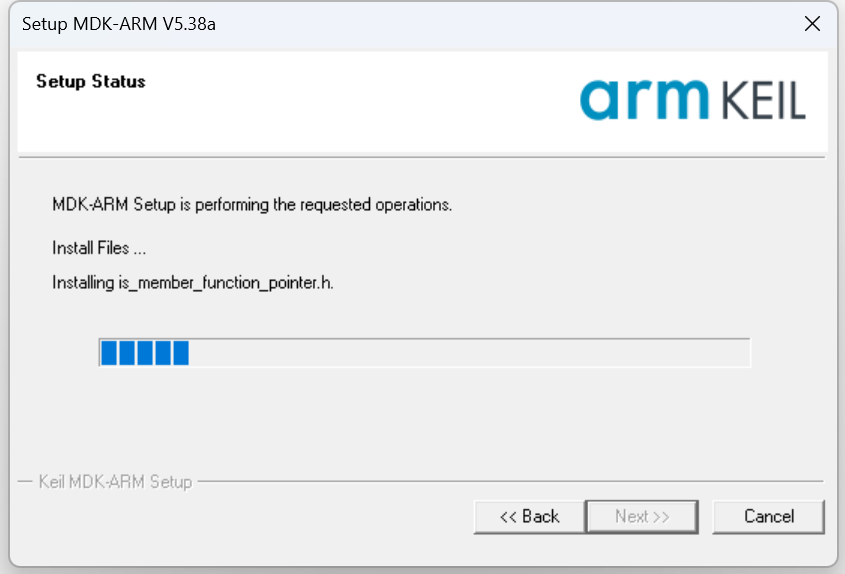 Setup MDK-ARM V5.38a
Setup Status
arm KEIL
MDK-ARM Setup is performing the requested operations.
Install Files ...
Installing is_member_function_pointer.h.
Keil MDK-ARM Setup
<< Back
Next >>
Cancel